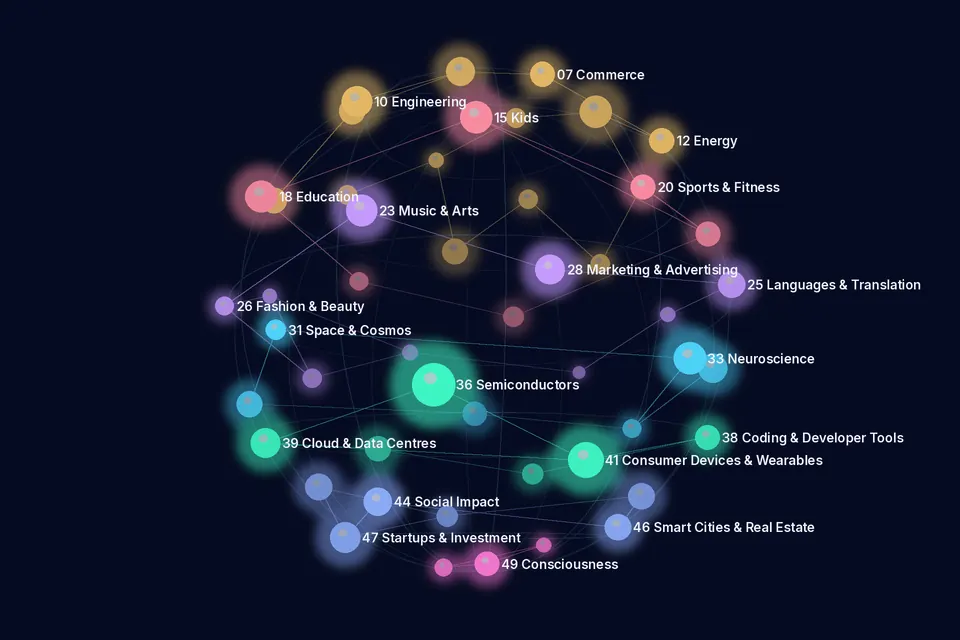 07 Commerce
10 Engineering
15 Kids
12 Energy
20 Sports & Fitness
18 Education
23 Music & Arts
28 Marketing & Advertising
25 Languages & Translation
26 Fashion & Beauty
31 Space & Cosmos
33 Neuroscience
36 Semiconductors
38 Coding & Developer Tools
39 Cloud & Data Centres
41 Consumer Devices & Wearables
44 Social Impact
46 Smart Cities & Real Estate
47 Startups & Investment
49 Consciousness